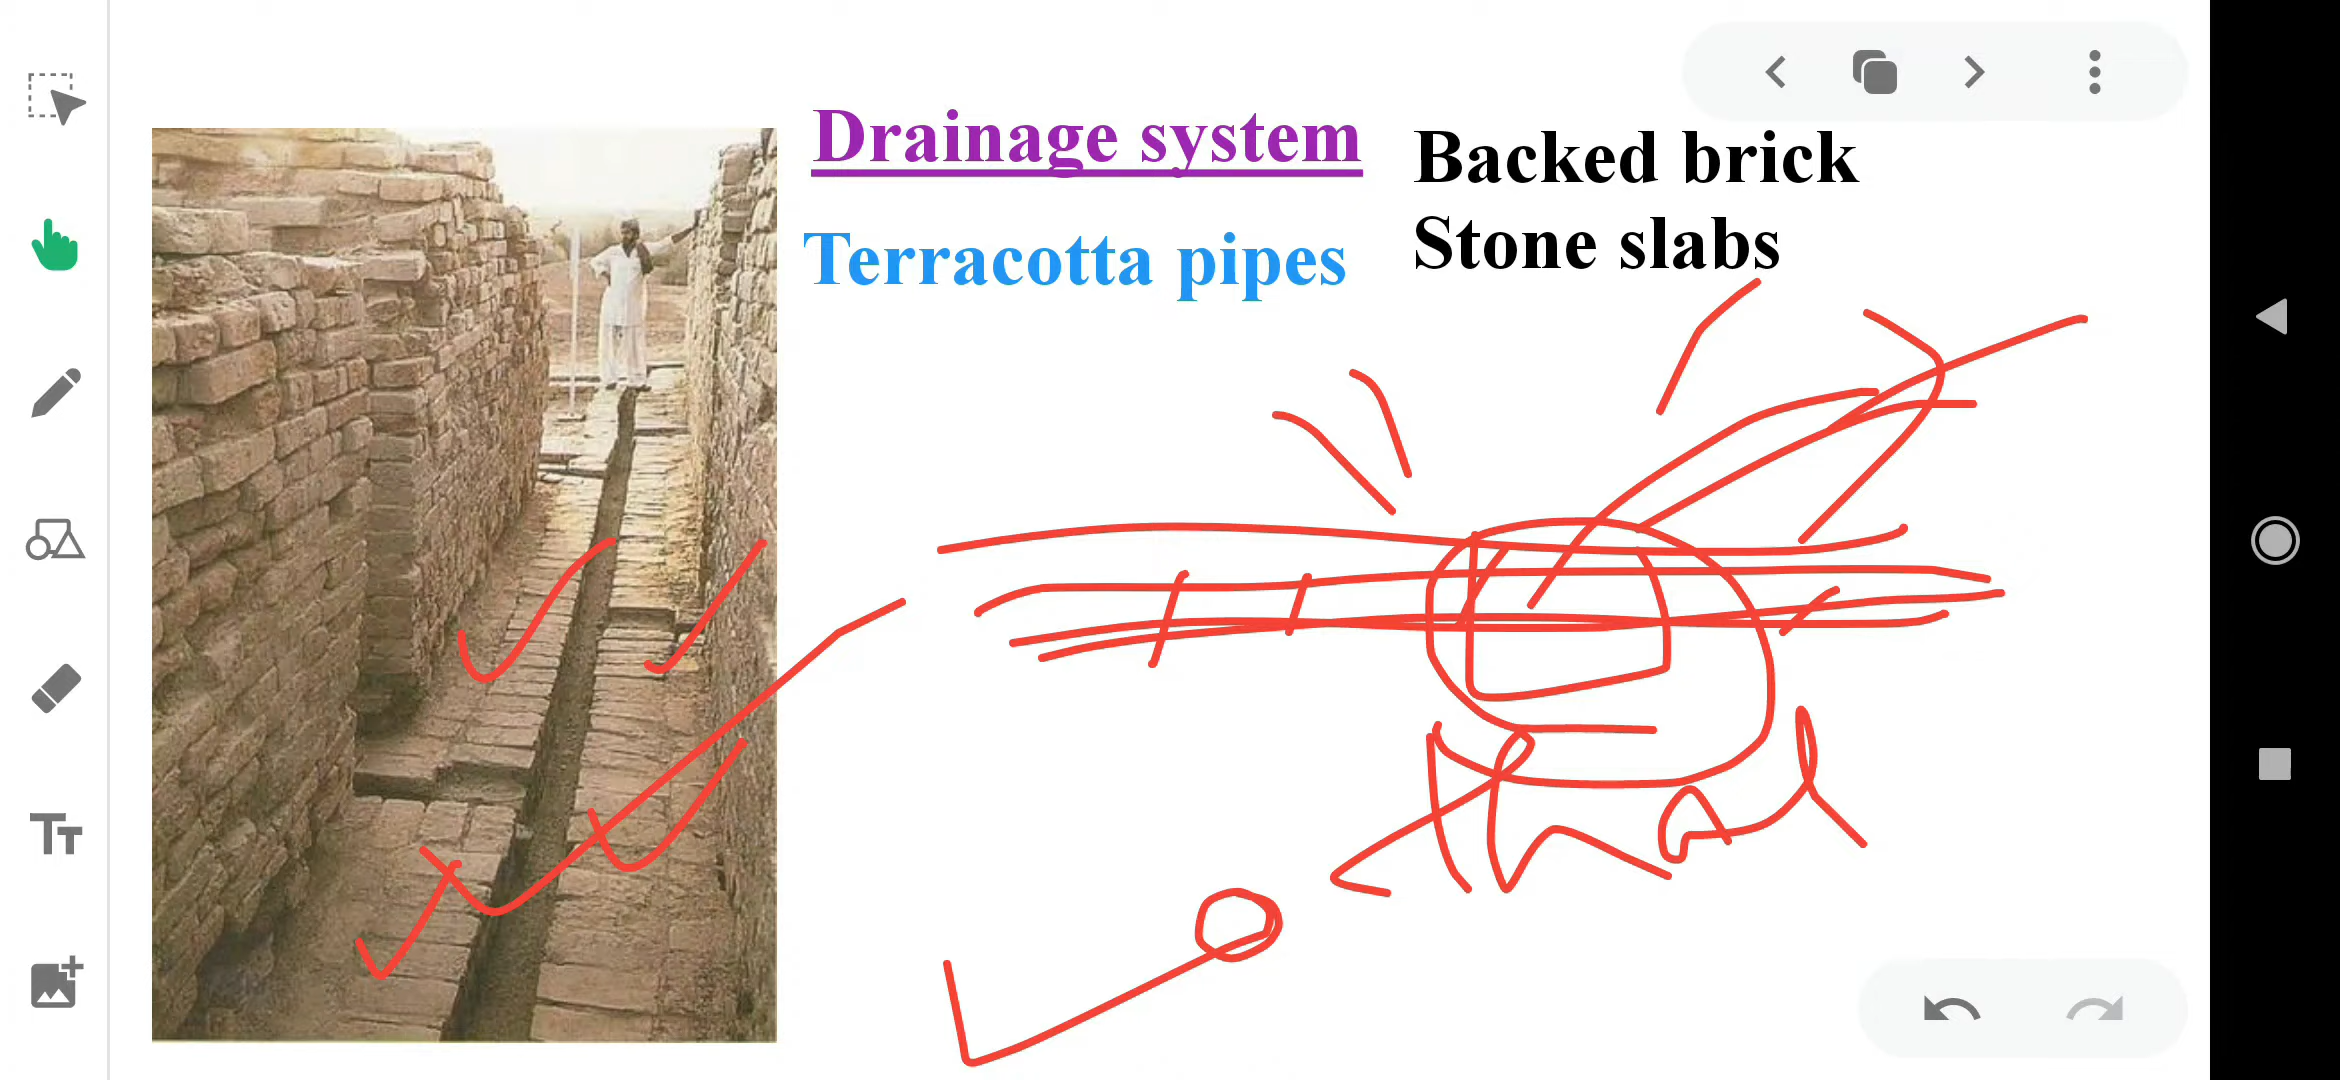 Drainage system
Terracotta pipes
Backed brick
Stone slabs